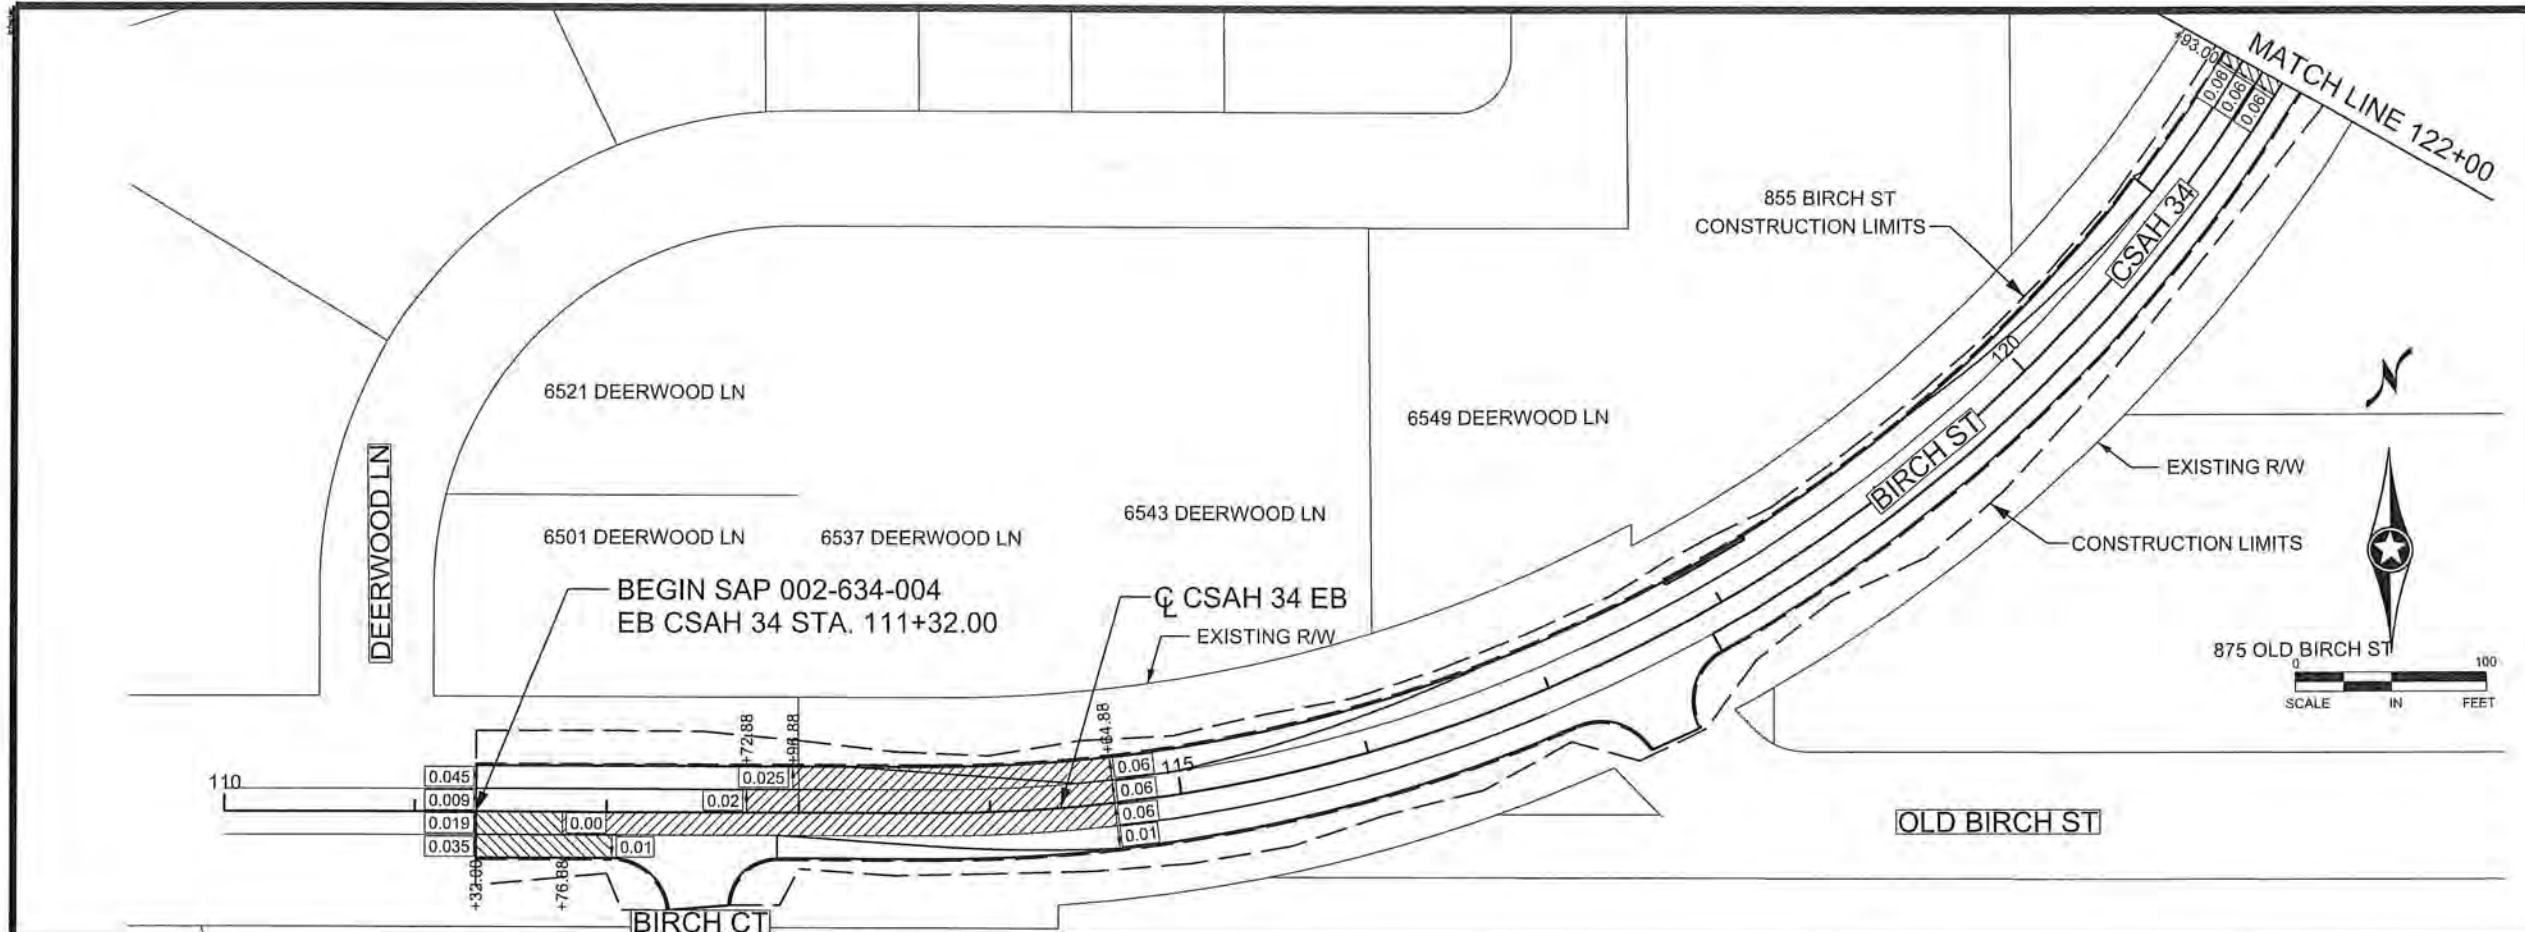 +93.00
MATCH LINE 122+00
0.06
0.06
0.06
855 BIRCH ST
CONSTRUCTION LIMITS
CSAH 34
120
6521 DEERWOOD LN
6549 DEERWOOD LN
BIRCH ST
EXISTING R/W
DEERWOOD LN
6543 DEERWOOD LN
6501 DEERWOOD LN
6537 DEERWOOD LN
CONSTRUCTION LIMITS
BEGIN SAP 002-634-004
EB CSAH 34 STA. 111+32.00
CL CSAH 34 EB
EXISTING R/W
875 OLD BIRCH ST
0 100
SCALE IN FEET
+72.88
+96.88
+64.88
110
0.045
0.025
0.06
115
0.009
0.02
0.06
0.019
0.00
0.06
0.035
0.01
0.01
OLD BIRCH ST
+32.00
+76.88
BIRCH CT
N